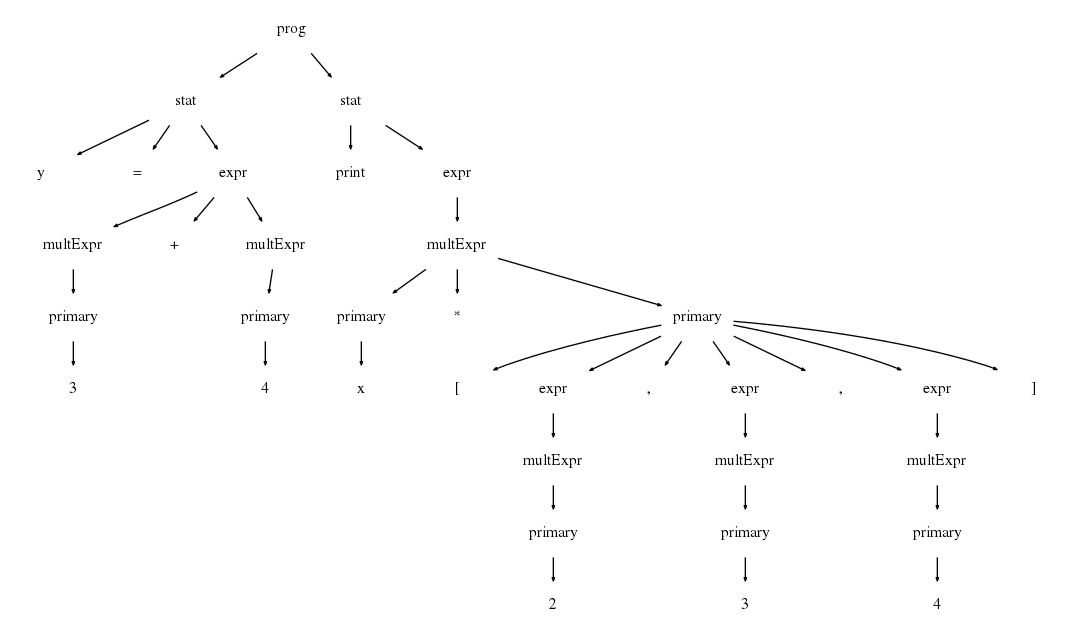 prog
stat stat
y = expr print expr
multExpr + multExpr multExpr
primary primary primary * primary
3 4 x [ expr , expr , expr ]
multExpr multExpr multExpr
primary primary primary
2 3 4